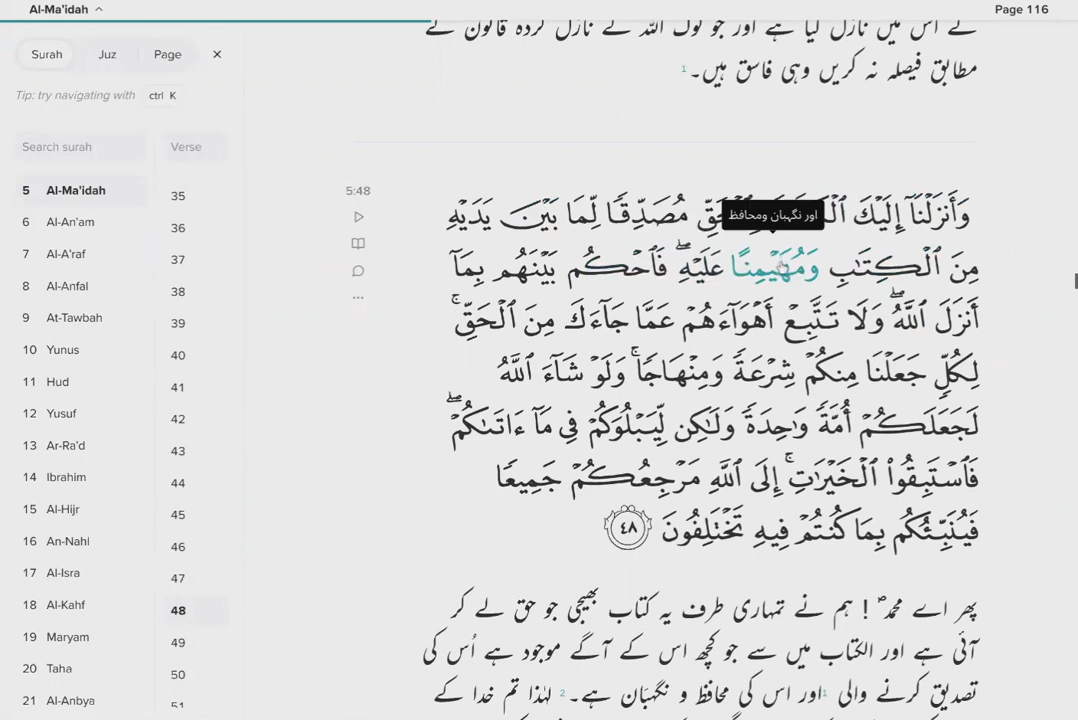 Al-Ma'idah
Page 116
Surah Juz Page
Tip: try navigating with ctrl K
Search surah
Verse
5 Al-Ma'idah
6 Al-An'am
7 Al-A'raf
8 Al-Anfal
9 At-Tawbah
10 Yunus
11 Hud
12 Yusuf
13 Ar-Ra'd
14 Ibrahim
15 Al-Hijr
16 An-Nahl
17 Al-Isra
18 Al-Kahf
19 Maryam
20 Taha
21 Al-Anbya
35
36
37
38
39
40
41
42
43
44
45
46
47
48
49
50
51
نے اس میں نازل کیا ہے اور جو لوگ اللہ کے نازل کردہ قانون کے
مطابق فیصلہ نہ کریں وہی فاسق ہیں۔ 1
5:48
اور نگہبان ومحافظ
وَأَنزَلْنَآ إِلَيْكَ مُصَدِّقًا لِّمَا بَيْنَ يَدَيْهِ
مِنَ ٱلْكِتَـٰبِ وَمُهَيْمِنًا عَلَيْهِ ۖ فَٱحْكُم بَيْنَهُم بِمَآ
أَنزَلَ ٱللَّهُ ۖ وَلَا تَتَّبِعْ أَهْوَآءَهُمْ عَمَّا جَآءَكَ مِنَ ٱلْحَقِّ ۚ
لِكُلٍّ جَعَلْنَا مِنكُمْ شِرْعَةً وَمِنْهَاجًا ۚ وَلَوْ شَآءَ ٱللَّهُ
لَجَعَلَكُمْ أُمَّةً وَٰحِدَةً وَلَـٰكِن لِّيَبْلُوَكُمْ فِى مَآ ءَاتَىٰكُمْ ۖ
فَٱسْتَبِقُوا۟ ٱلْخَيْرَٰتِ ۚ إِلَى ٱللَّهِ مَرْجِعُكُمْ جَمِيعًا
فَيُنَبِّئُكُم بِمَا كُنتُمْ فِيهِ تَخْتَلِفُونَ ٤٨
پھر اے محمدؐ ! ہم نے تمہاری طرف یہ کتاب بھیجی جو حق لے کر
آئی ہے اور الکتاب میں سے جو کچھ اس کے آگے موجود ہے اُس کی
تصدیق کرنے والی 1 اور اس کی محافظ و نگہبان ہے۔ 2 لہٰذا تم خدا کے